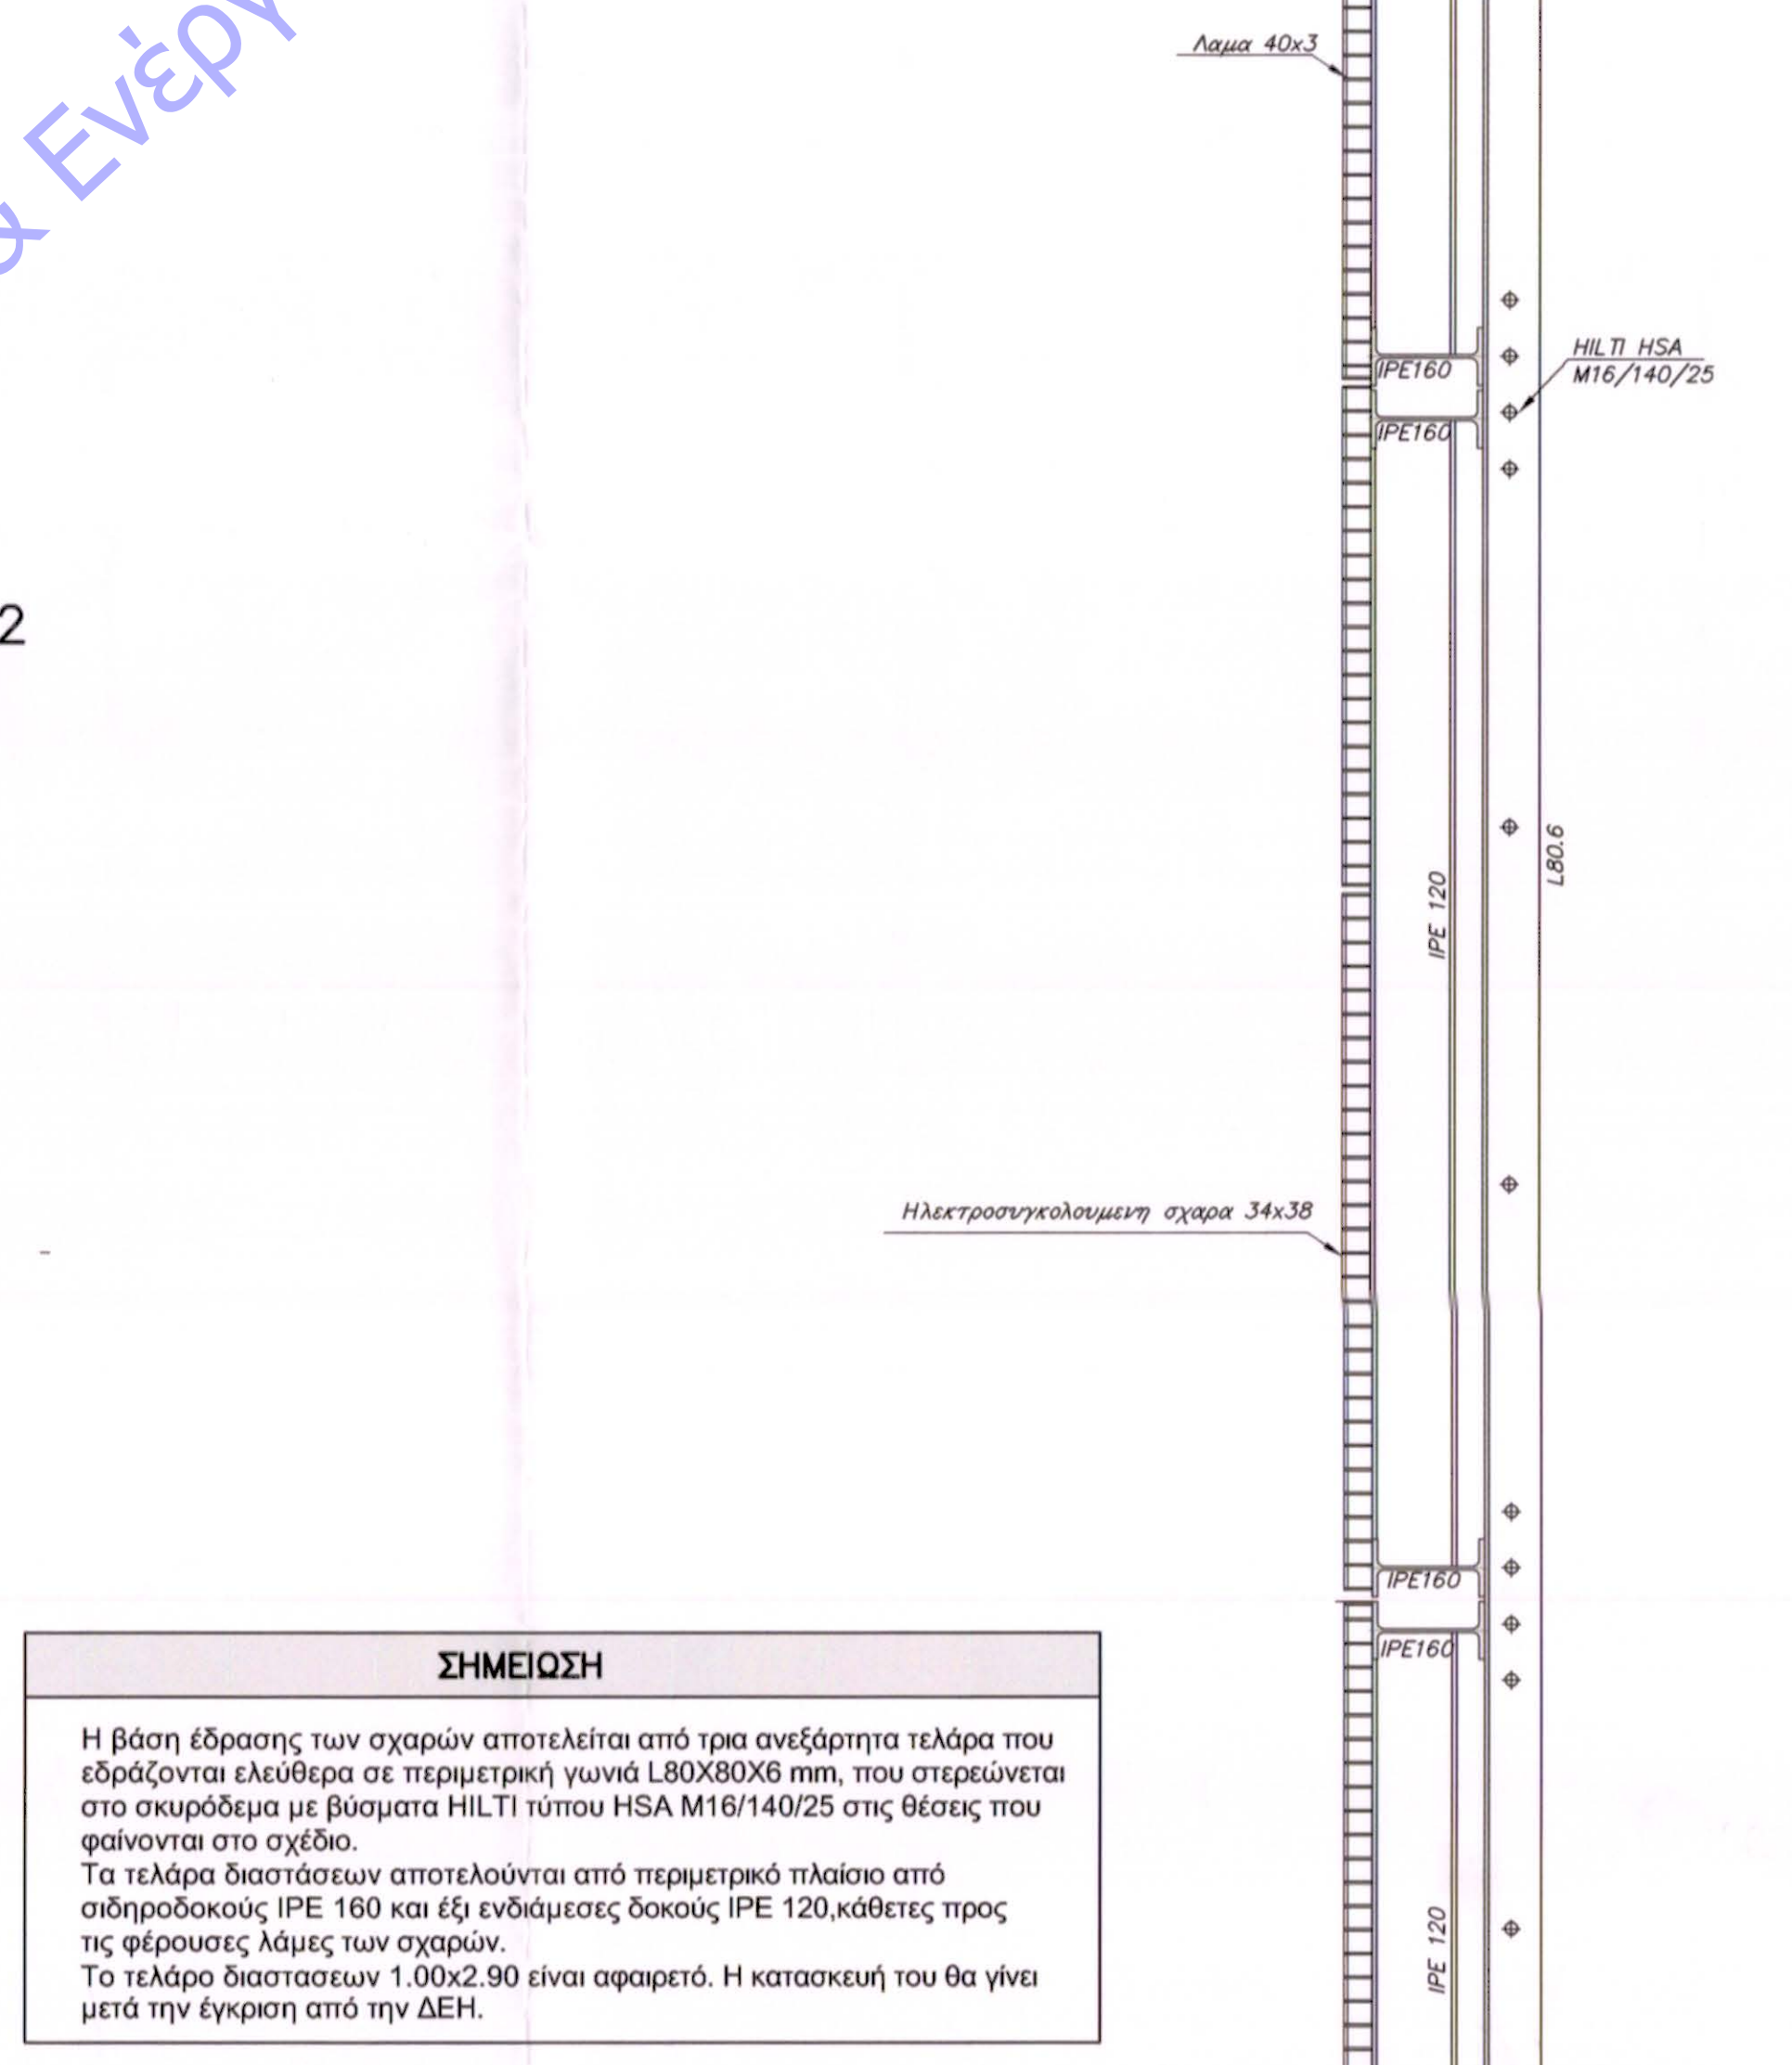 & Ενέργ
Λαμα 40x3
IPE160
HILTI HSA
M16/140/25
IPE160
2
L80.6
IPE 120
Ηλεκτροσυγκολουμενη σχαρα 34x38
IPE160
IPE160
ΣΗΜΕΙΩΣΗ
Η βάση έδρασης των σχαρών αποτελείται από τρια ανεξάρτητα τελάρα που
εδράζονται ελεύθερα σε περιμετρική γωνιά L80X80X6 mm, που στερεώνεται
στο σκυρόδεμα με βύσματα HILTI τύπου HSA M16/140/25 στις θέσεις που
φαίνονται στο σχέδιο.
Τα τελάρα διαστάσεων αποτελούνται από περιμετρικό πλαίσιο από
σιδηροδοκούς IPE 160 και έξι ενδιάμεσες δοκούς IPE 120,κάθετες προς
τις φέρουσες λάμες των σχαρών.
Το τελάρο διαστασεων 1.00x2.90 είναι αφαιρετό. Η κατασκευή του θα γίνει
μετά την έγκριση από την ΔΕΗ.
IPE 120